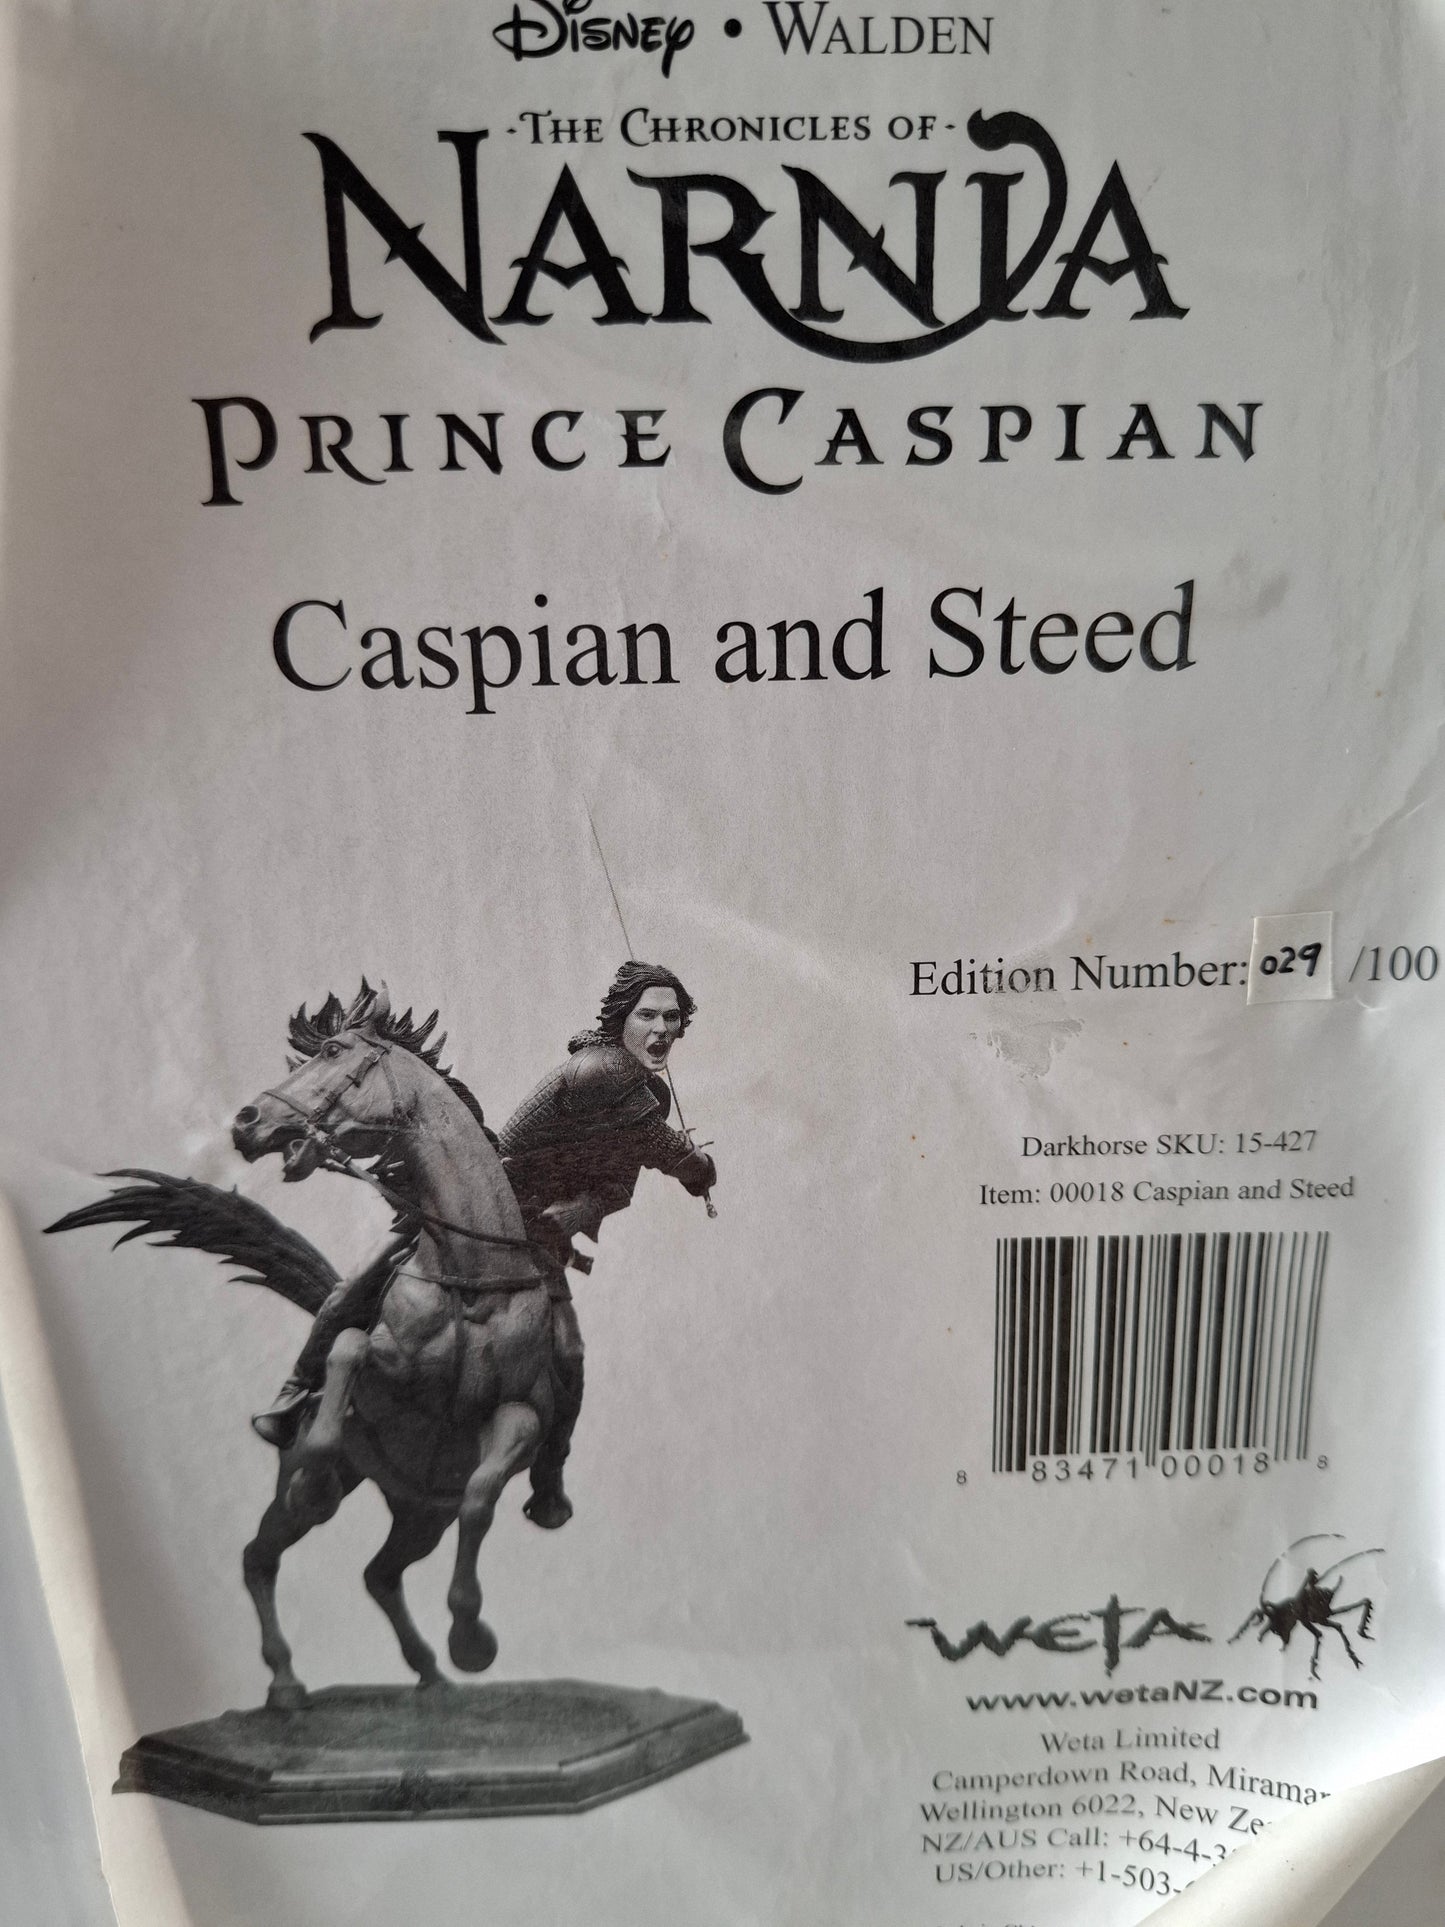 Disney • Walden
·The Chronicles of·
Narnia
Prince Caspian
Caspian and Steed
Edition Number: 029 /100
Darkhorse SKU: 15-427
Item: 00018 Caspian and Steed
8 83471 00018 8
Weta
www.wetaNZ.com
Weta Limited
Camperdown Road,
Wellington 6022, New
NZ/AUS Call: +64-4-3
US/Other: +1-503-